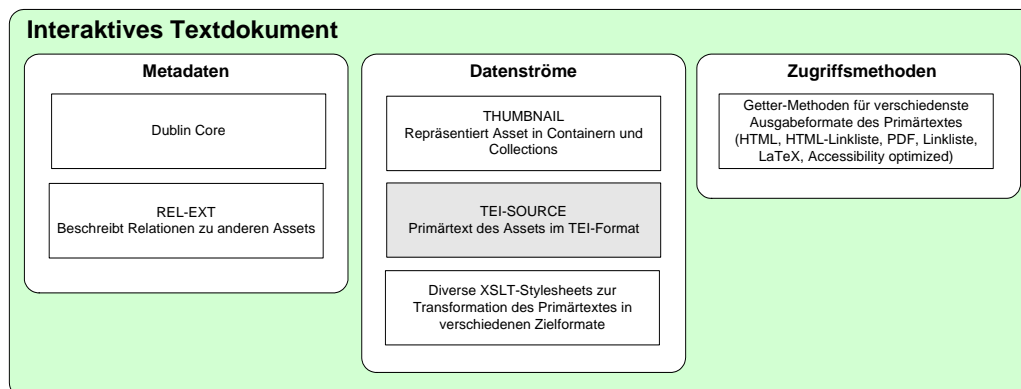 Interaktives Textdokument
Metadaten
Dublin Core
REL-EXT
Beschreibt Relationen zu anderen Assets
Datenströme
THUMBNAIL
Repräsentiert Asset in Containern und
Collections
TEI-SOURCE
Primärtext des Assets im TEI-Format
Diverse XSLT-Stylesheets zur
Transformation des Primärtextes in
verschiedenen Zielformate
Zugriffsmethoden
Getter-Methoden für verschiedenste
Ausgabeformate des Primärtextes
(HTML, HTML-Linkliste, PDF, Linkliste,
LaTeX, Accessibility optimized)